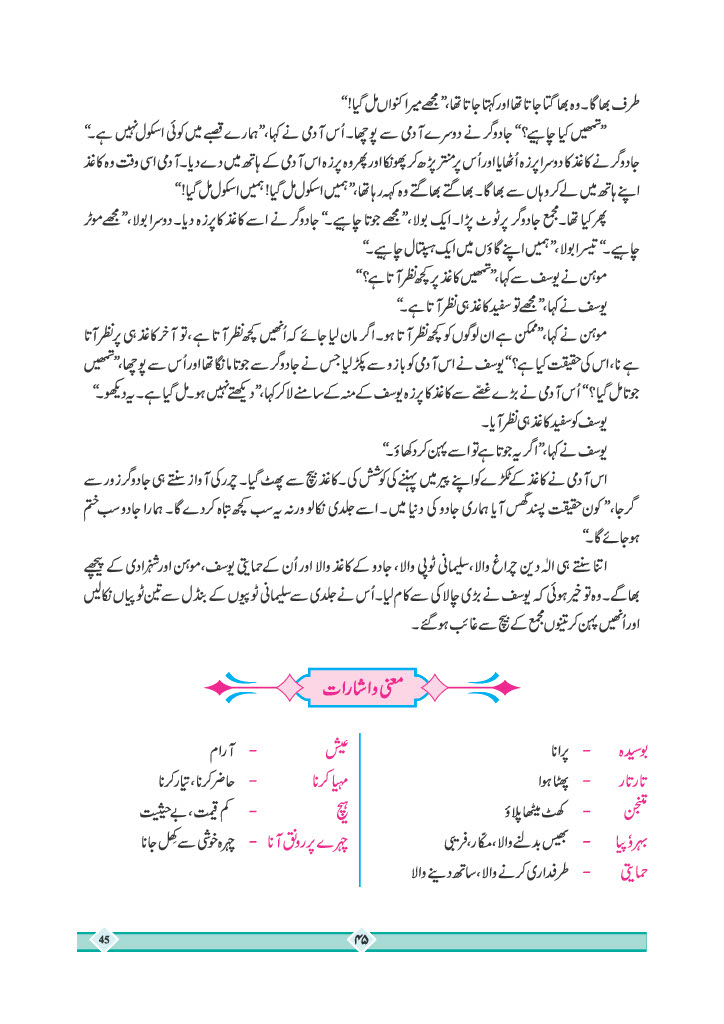 طرف بھاگا۔ وہ بھاگتا جاتا تھا اور کہتا جاتا تھا، ”مجھے میرا کنواں مل گیا!“
”تمھیں کیا چاہیے؟“ جادوگر نے دوسرے آدمی سے پوچھا۔ اُس آدمی نے کہا، ”ہمارے قصبے میں کوئی اسکول نہیں ہے۔“
جادوگر نے کاغذ کا دوسرا پرزہ اُٹھایا اور اُس پر منتر پڑھ کر پھونکا اور پھر وہ پرزہ اس آدمی کے ہاتھ میں دے دیا۔ آدمی اسی وقت وہ کاغذ
اپنے ہاتھ میں لے کر وہاں سے بھاگا۔ بھاگتے بھاگتے وہ کہہ رہا تھا، ”ہمیں اسکول مل گیا! ہمیں اسکول مل گیا!“
پھر کیا تھا۔ مجمع جادوگر پر ٹوٹ پڑا۔ ایک بولا، ”مجھے جوتا چاہیے۔“ جادوگر نے اسے کاغذ کا پرزہ دیا۔ دوسرا بولا، ”مجھے موٹر
چاہیے۔“ تیسرا بولا، ”ہمیں اپنے گاؤں میں ایک ہسپتال چاہیے۔“
موہن نے یوسف سے کہا، ”تمھیں کاغذ پر کچھ نظر آتا ہے؟“
یوسف نے کہا، ”مجھے تو سفید کاغذ ہی نظر آتا ہے۔“
موہن نے کہا، ”ممکن ہے ان لوگوں کو کچھ نظر آتا ہو۔ اگر مان لیا جائے کہ اُنھیں کچھ نظر آتا ہے، تو آخر کاغذ ہی پر نظر آتا
ہے نا، اس کی حقیقت کیا ہے؟“ یوسف نے اس آدمی کو بازو سے پکڑ لیا جس نے جادوگر سے جوتا مانگا تھا اور اُس سے پوچھا، ”تمھیں
جوتا مل گیا؟“ اُس آدمی نے بڑے غصّے سے کاغذ کا پرزہ یوسف کے منہ کے سامنے لا کر کہا، ”دیکھتے نہیں ہو۔ مل گیا ہے۔ یہ دیکھو۔“
یوسف کو سفید کاغذ ہی نظر آیا۔
یوسف نے کہا، ”اگر یہ جوتا ہے تو اسے پہن کر دکھاؤ۔“
اس آدمی نے کاغذ کے ٹکڑے کو اپنے پیر میں پہننے کی کوشش کی۔ کاغذ بیچ سے پھٹ گیا۔ چرر کی آواز سنتے ہی جادوگر زور سے
گرجا، ”کون حقیقت پسند گھس آیا ہماری جادو کی دنیا میں۔ اسے جلدی نکالو ورنہ یہ سب کچھ تباہ کر دے گا۔ ہمارا جادو سب ختم
ہو جائے گا۔“
اتنا سنتے ہی الہٰ دین چراغ والا، سلیمانی ٹوپی والا، جادو کے کاغذ والا اور اُن کے حمایتی یوسف، موہن اور شہزادی کے پیچھے
بھاگے۔ وہ تو خیر ہوئی کہ یوسف نے بڑی چالاکی سے کام لیا۔ اُس نے جلدی سے سلیمانی ٹوپیوں کے بنڈل سے تین ٹوپیاں نکالیں
اور اُنھیں پہن کر تینوں مجمع کے بیچ سے غائب ہو گئے۔
معنی و اشارات
بوسیدہ – پرانا
تار تار – پھٹا ہوا
متنجن – کھٹ میٹھا پلاؤ
بہروپیا – بھیس بدلنے والا، مکّار، فریبی
حمایتی – طرف داری کرنے والا، ساتھ دینے والا
عیش – آرام
مہیا کرنا – حاضر کرنا، تیار کرنا
ہیچ – کم قیمت، بے حیثیت
چہرے پر رونق آنا – چہرہ خوشی سے کِھل جانا
45
۴۵